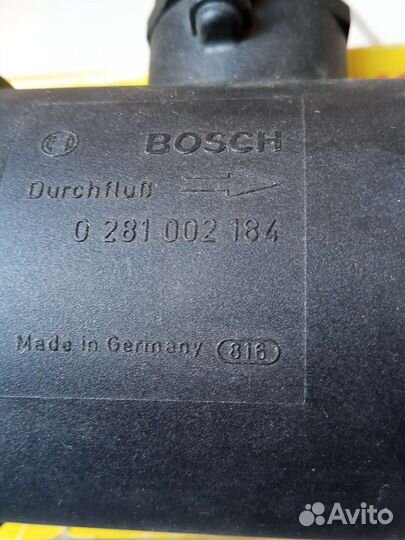 BOSCH
Durchfluß
0 281 002 184
Made in Germany 816
Avito